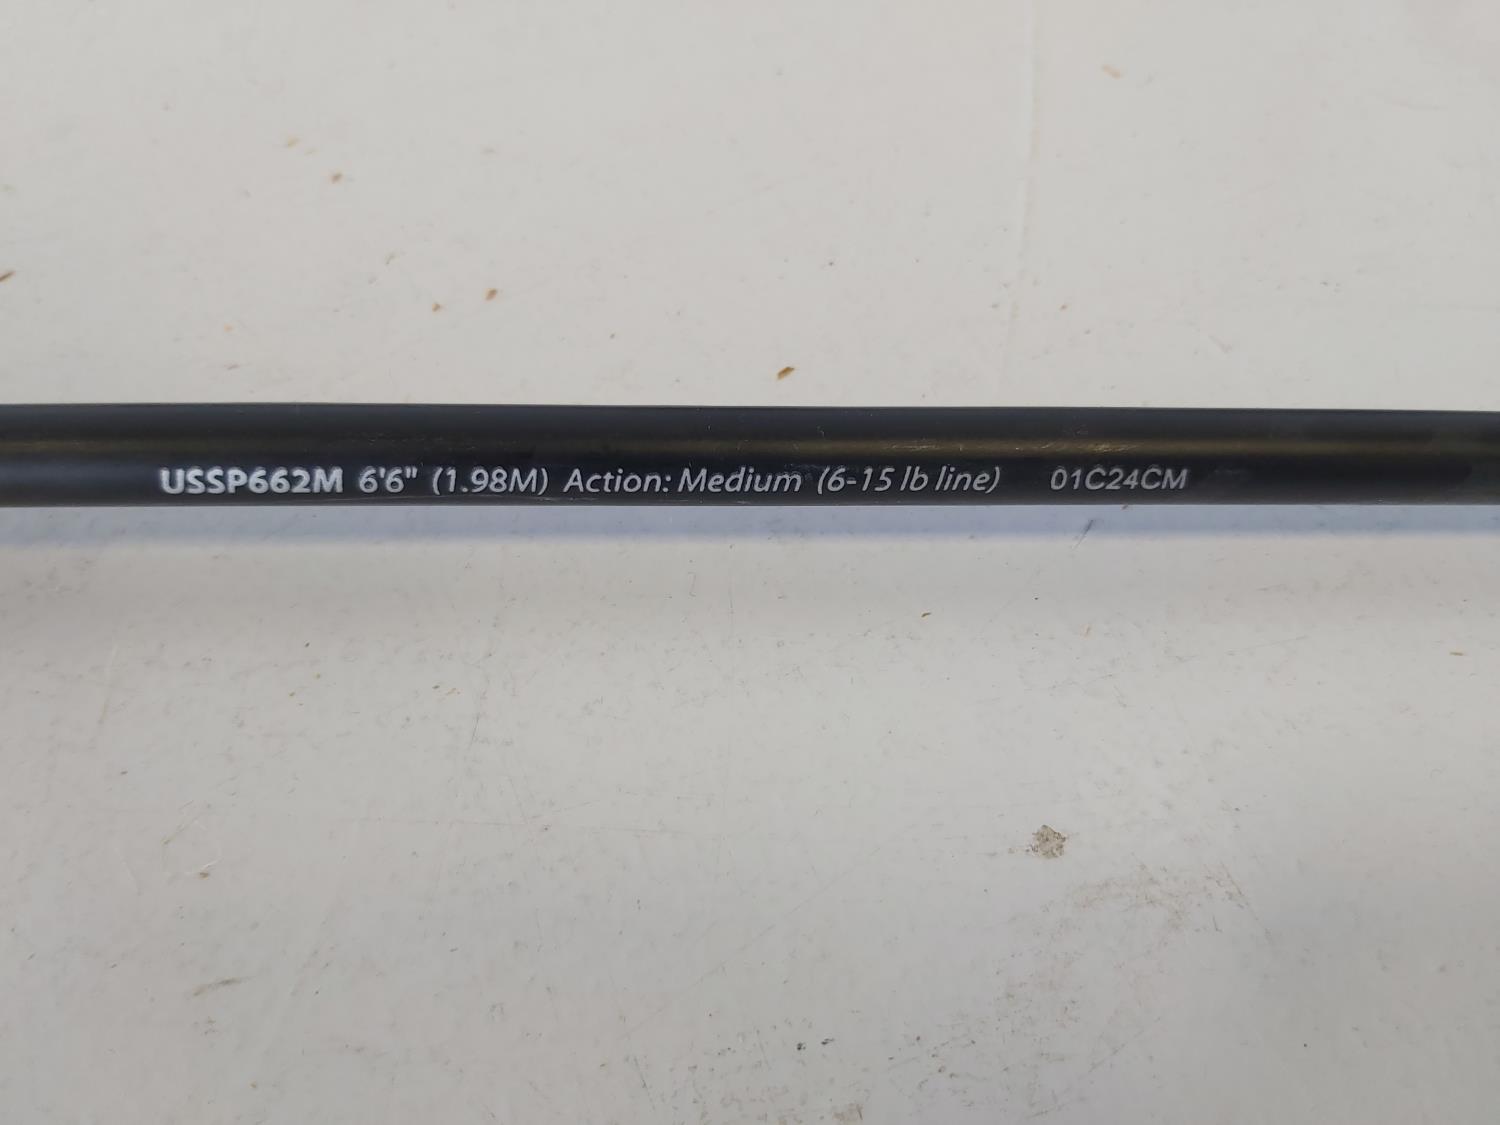 USSP662M 6'6" (1.98M) Action: Medium (6-15 lb line) 01C24CM